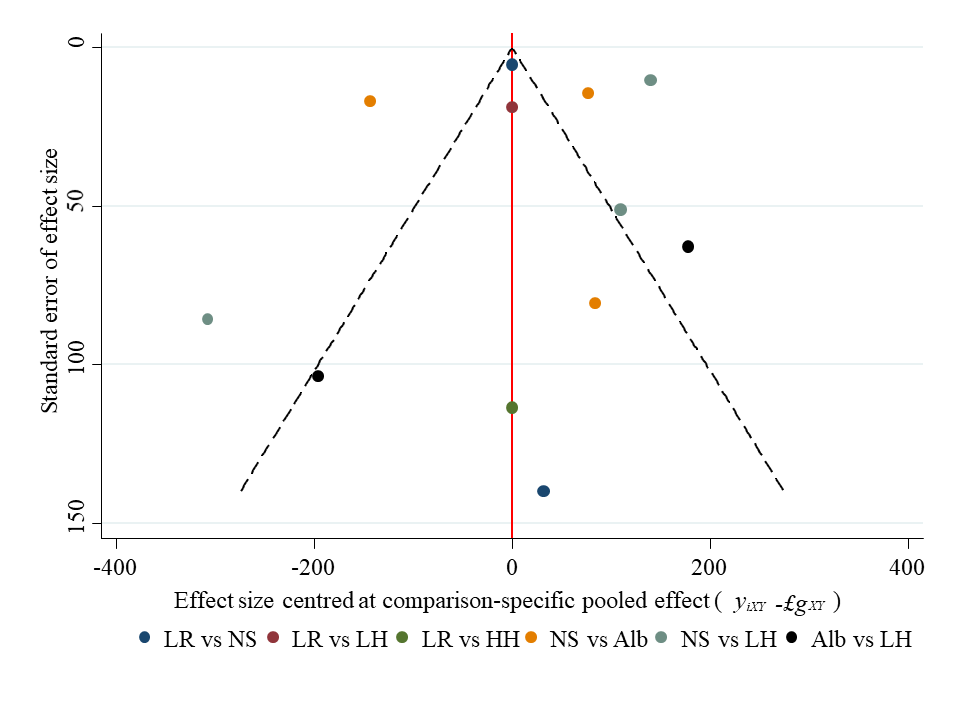 0
50
100
150
Standard error of effect size
-400 -200 0 200 400
Effect size centred at comparison-specific pooled effect ( yiXY -£gXY )
LR vs NS LR vs LH LR vs HH NS vs Alb NS vs LH Alb vs LH